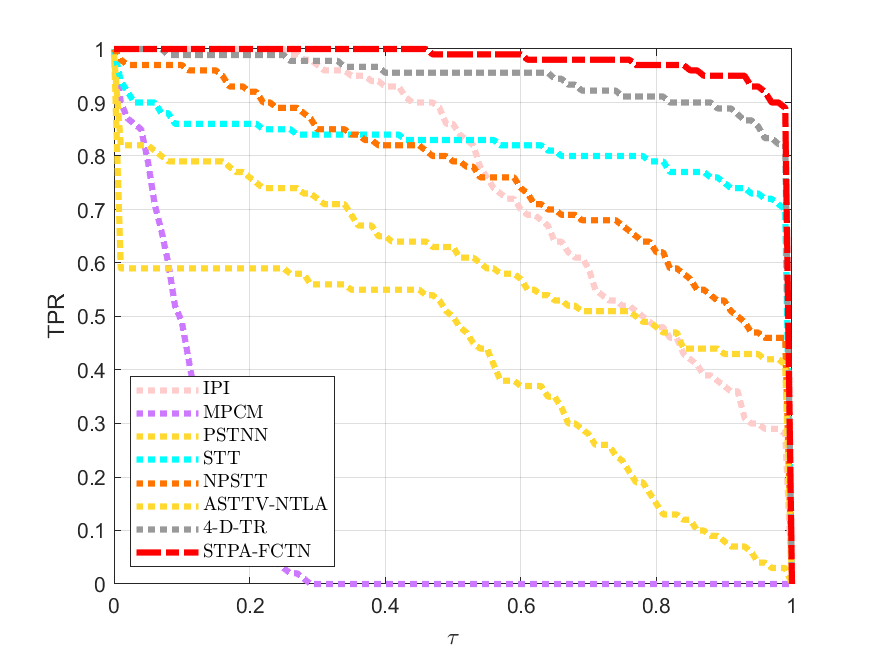 1
0.9
0.8
0.7
0.6
0.5
0.4
0.3
0.2
0.1
0
TPR
IPI
MPCM
PSTNN
STT
NPSTT
ASTTV-NTLA
4-D-TR
STPA-FCTN
0 0.2 0.4 0.6 0.8 1
τ